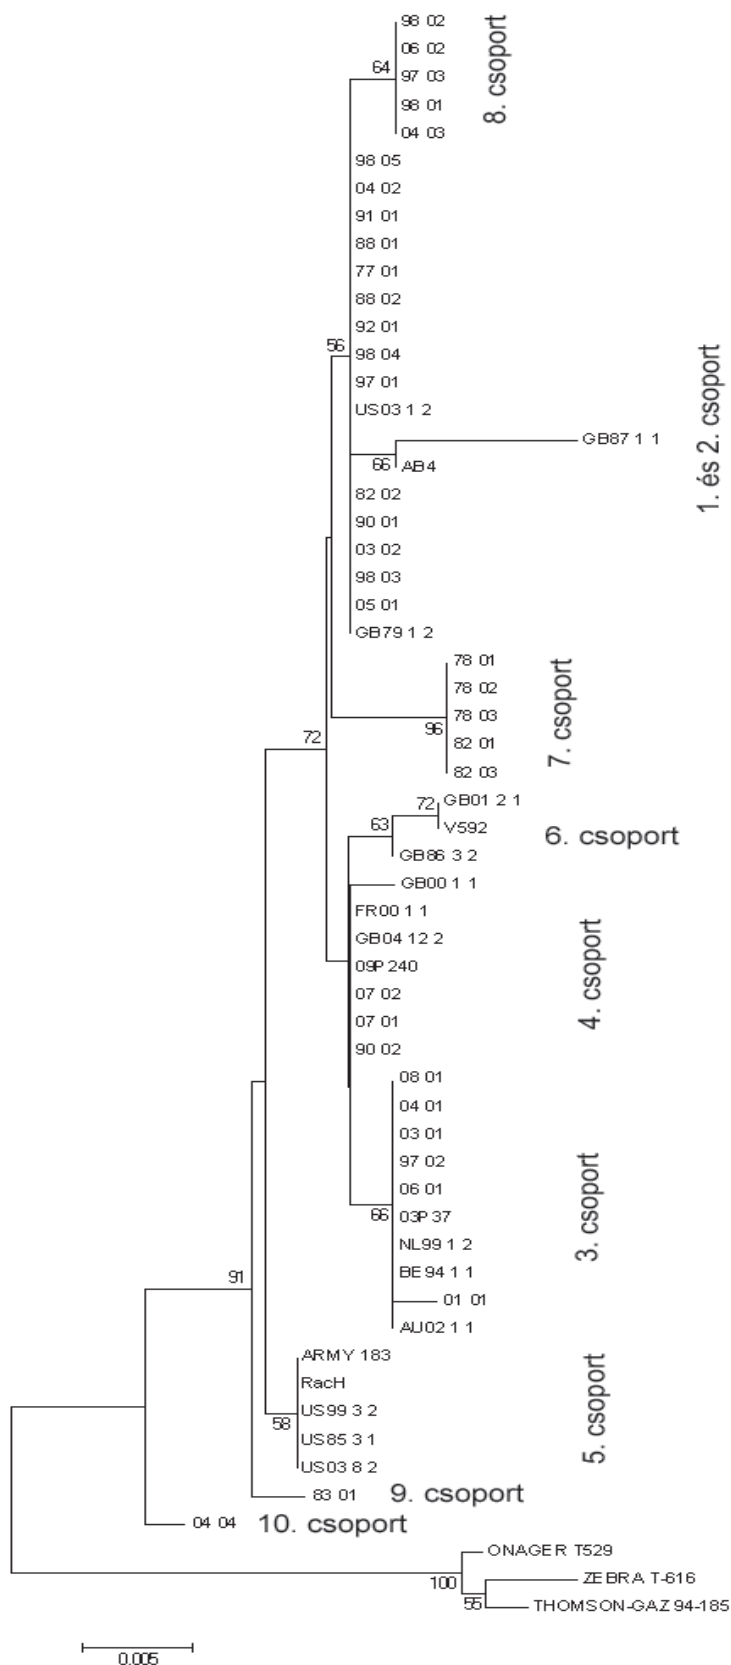 98 02
06 02
64
97 03
98 01
04 03
8. csoport
98 05
04 02
91 01
88 01
77 01
88 02
92 01
56
98 04
97 01
US03 1 2
GB87 1 1
66
AB4
1. és 2. csoport
82 02
90 01
03 02
98 03
05 01
GB79 1 2
78 01
78 02
78 03
96
82 01
82 03
7. csoport
72
72
GB01 2 1
V592
63
GB86 3 2
6. csoport
GB00 1 1
FR00 1 1
GB04 12 2
09P 240
07 02
07 01
90 02
4. csoport
08 01
04 01
03 01
97 02
06 01
66
03P 37
NL99 1 2
BE94 1 1
01 01
AU02 1 1
3. csoport
91
ARMY 183
RacH
US99 3 2
58
US85 3 1
US03 8 2
5. csoport
83 01
9. csoport
04 04
10. csoport
ONAGER T529
100
ZEBRA T-616
55
THOMSON-GAZ 94-185
0.005